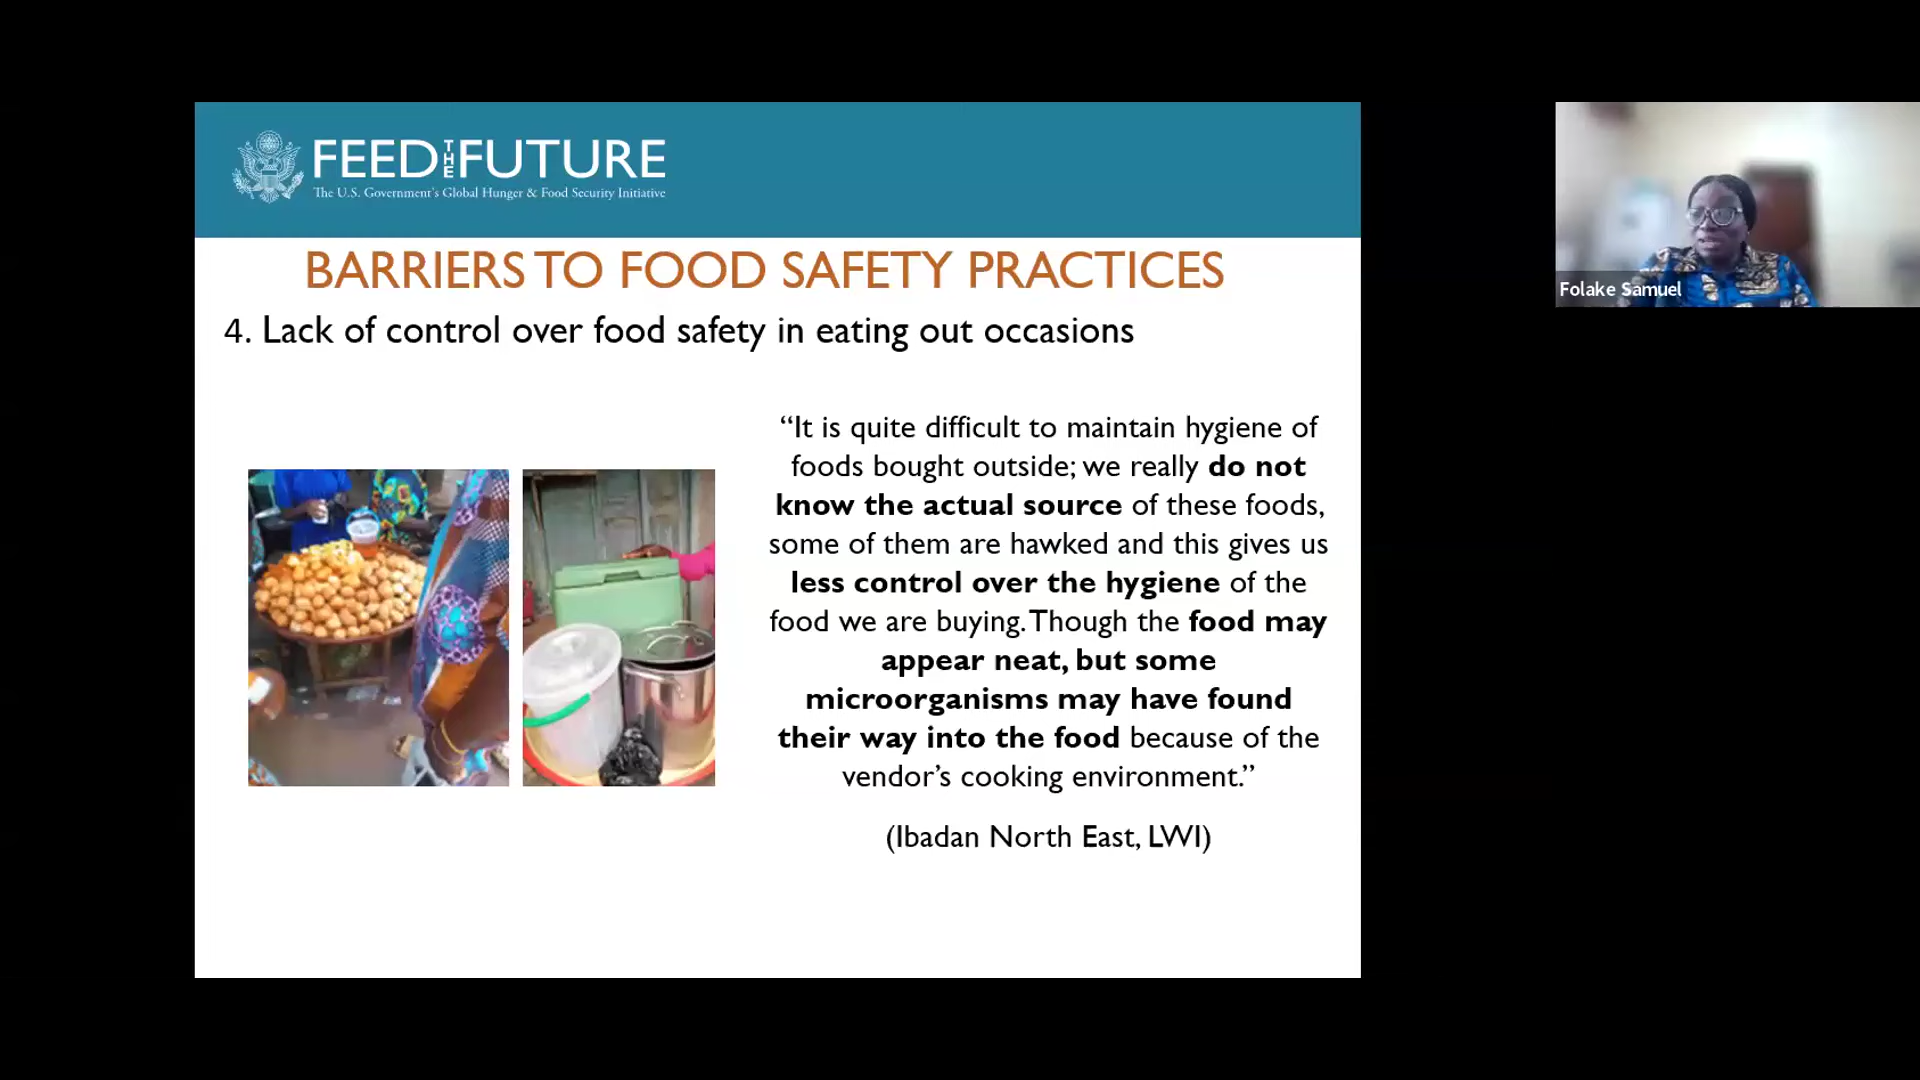 FEED THE FUTURE
The U.S. Government's Global Hunger & Food Security Initiative
BARRIERS TO FOOD SAFETY PRACTICES
4. Lack of control over food safety in eating out occasions
“It is quite difficult to maintain hygiene of
foods bought outside; we really do not
know the actual source of these foods,
some of them are hawked and this gives us
less control over the hygiene of the
food we are buying. Though the food may
appear neat, but some
microorganisms may have found
their way into the food because of the
vendor’s cooking environment.”
(Ibadan North East, LWI)
Folake Samuel